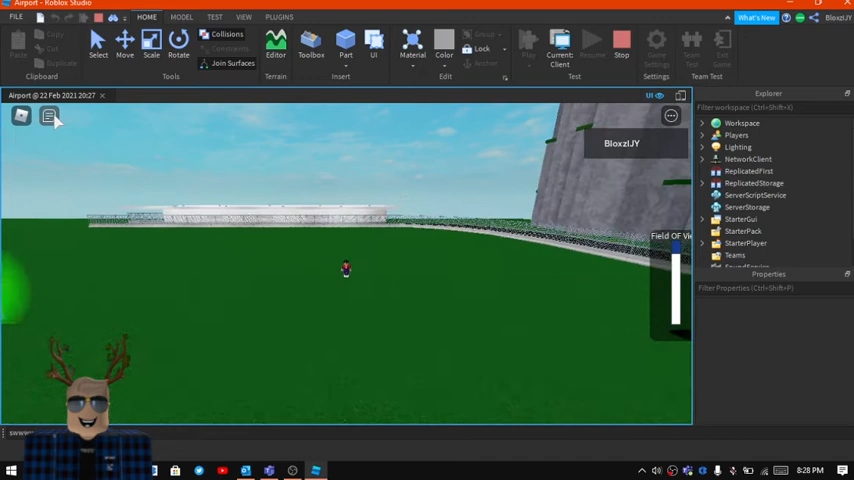 Airport - Roblox Studio
FILE HOME MODEL TEST VIEW PLUGINS
What's New BloxzIJY
Paste Copy Cut Duplicate
Clipboard
Select Move Scale Rotate
Collisions
Constraints
Join Surfaces
Tools
Editor
Terrain
Toolbox Part UI
Insert
Material Color
Group
Lock
Anchor
Edit
Play Current: Client Resume Stop
Test
Game Settings
Settings
Team Test Exit Game
Team Test
Airport @ 22 Feb 2021 20:27
UI
BloxzIJY
Field OF Vie
Explorer
Filter workspace (Ctrl+Shift+X)
Workspace
Players
Lighting
NetworkClient
ReplicatedFirst
ReplicatedStorage
ServerScriptService
ServerStorage
StarterGui
StarterPack
StarterPlayer
Teams
SoundService
Properties
Filter Properties (Ctrl+Shift+P)
8:28 PM